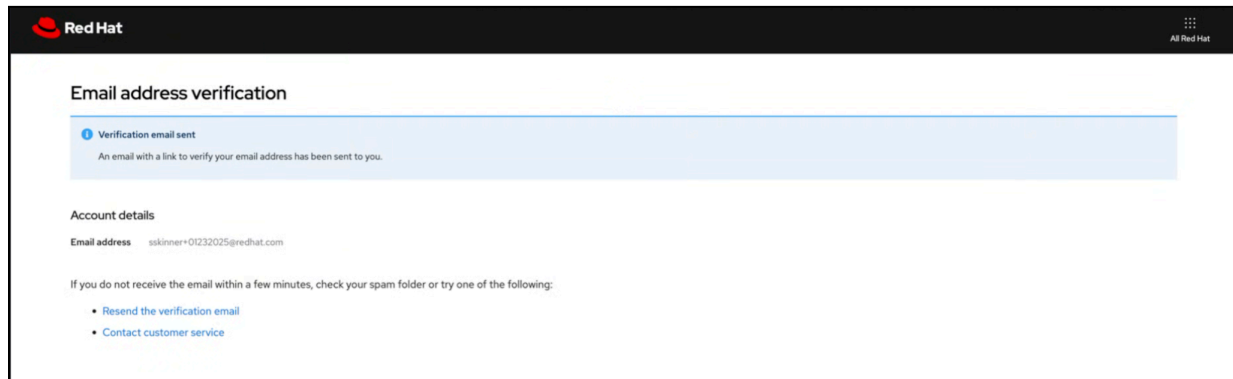 Red Hat
All Red Hat
Email address verification
Verification email sent
An email with a link to verify your email address has been sent to you.
Account details
Email address sskinner+01232025@redhat.com
If you do not receive the email within a few minutes, check your spam folder or try one of the following:
• Resend the verification email
• Contact customer service